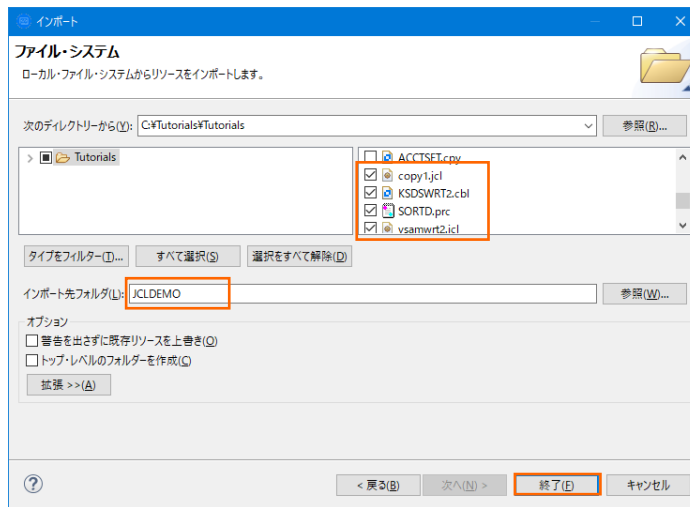 インポート
ファイル・システム
ローカル・ファイル・システムからリソースをインポートします。
次のディレクトリーから(Y): C:¥Tutorials¥Tutorials 参照(R)...
Tutorials
ACCTSET.cpy
copy1.jcl
KSDSWRT2.cbl
SORTD.prc
vsamwrt2.jcl
タイプをフィルター(T)... すべて選択(S) 選択をすべて解除(D)
インポート先フォルダ(L): JCLDEMO 参照(W)...
オプション
警告を出さずに既存リソースを上書き(O)
トップ・レベルのフォルダーを作成(C)
拡張 >>(A)
< 戻る(B) 次へ(N) > 終了(F) キャンセル